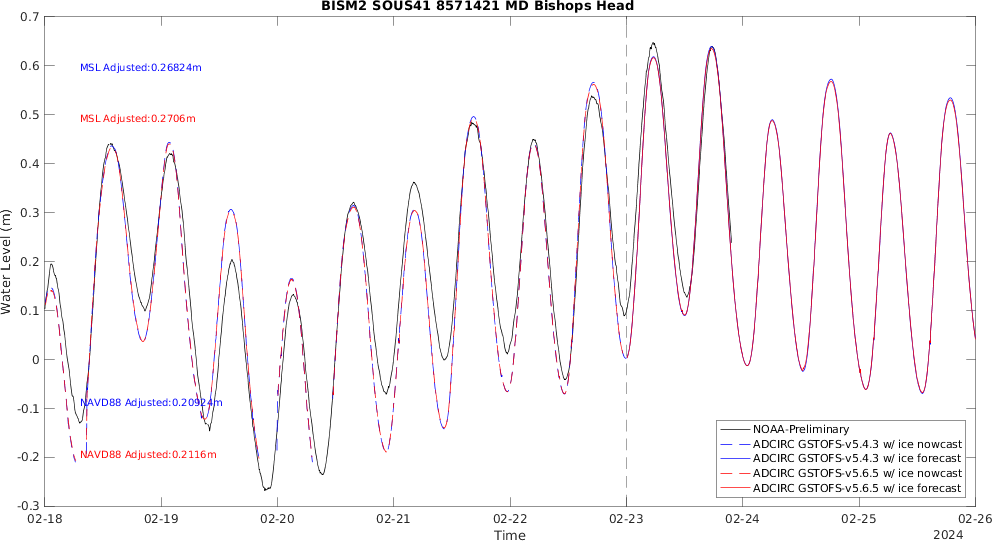 BISM2 SOUS41 8571421 MD Bishops Head
0.7
0.6
0.5
0.4
0.3
0.2
0.1
0
-0.1
-0.2
-0.3
Water Level (m)
MSL Adjusted:0.26824m
MSL Adjusted:0.2706m
NAVD88 Adjusted:0.20924m
NAVD88 Adjusted:0.2116m
NOAA-Preliminary
ADCIRC GSTOFS-v5.4.3 w/ ice nowcast
ADCIRC GSTOFS-v5.4.3 w/ ice forecast
ADCIRC GSTOFS-v5.6.5 w/ ice nowcast
ADCIRC GSTOFS-v5.6.5 w/ ice forecast
02-18 02-19 02-20 02-21 02-22 02-23 02-24 02-25 02-26
Time
2024